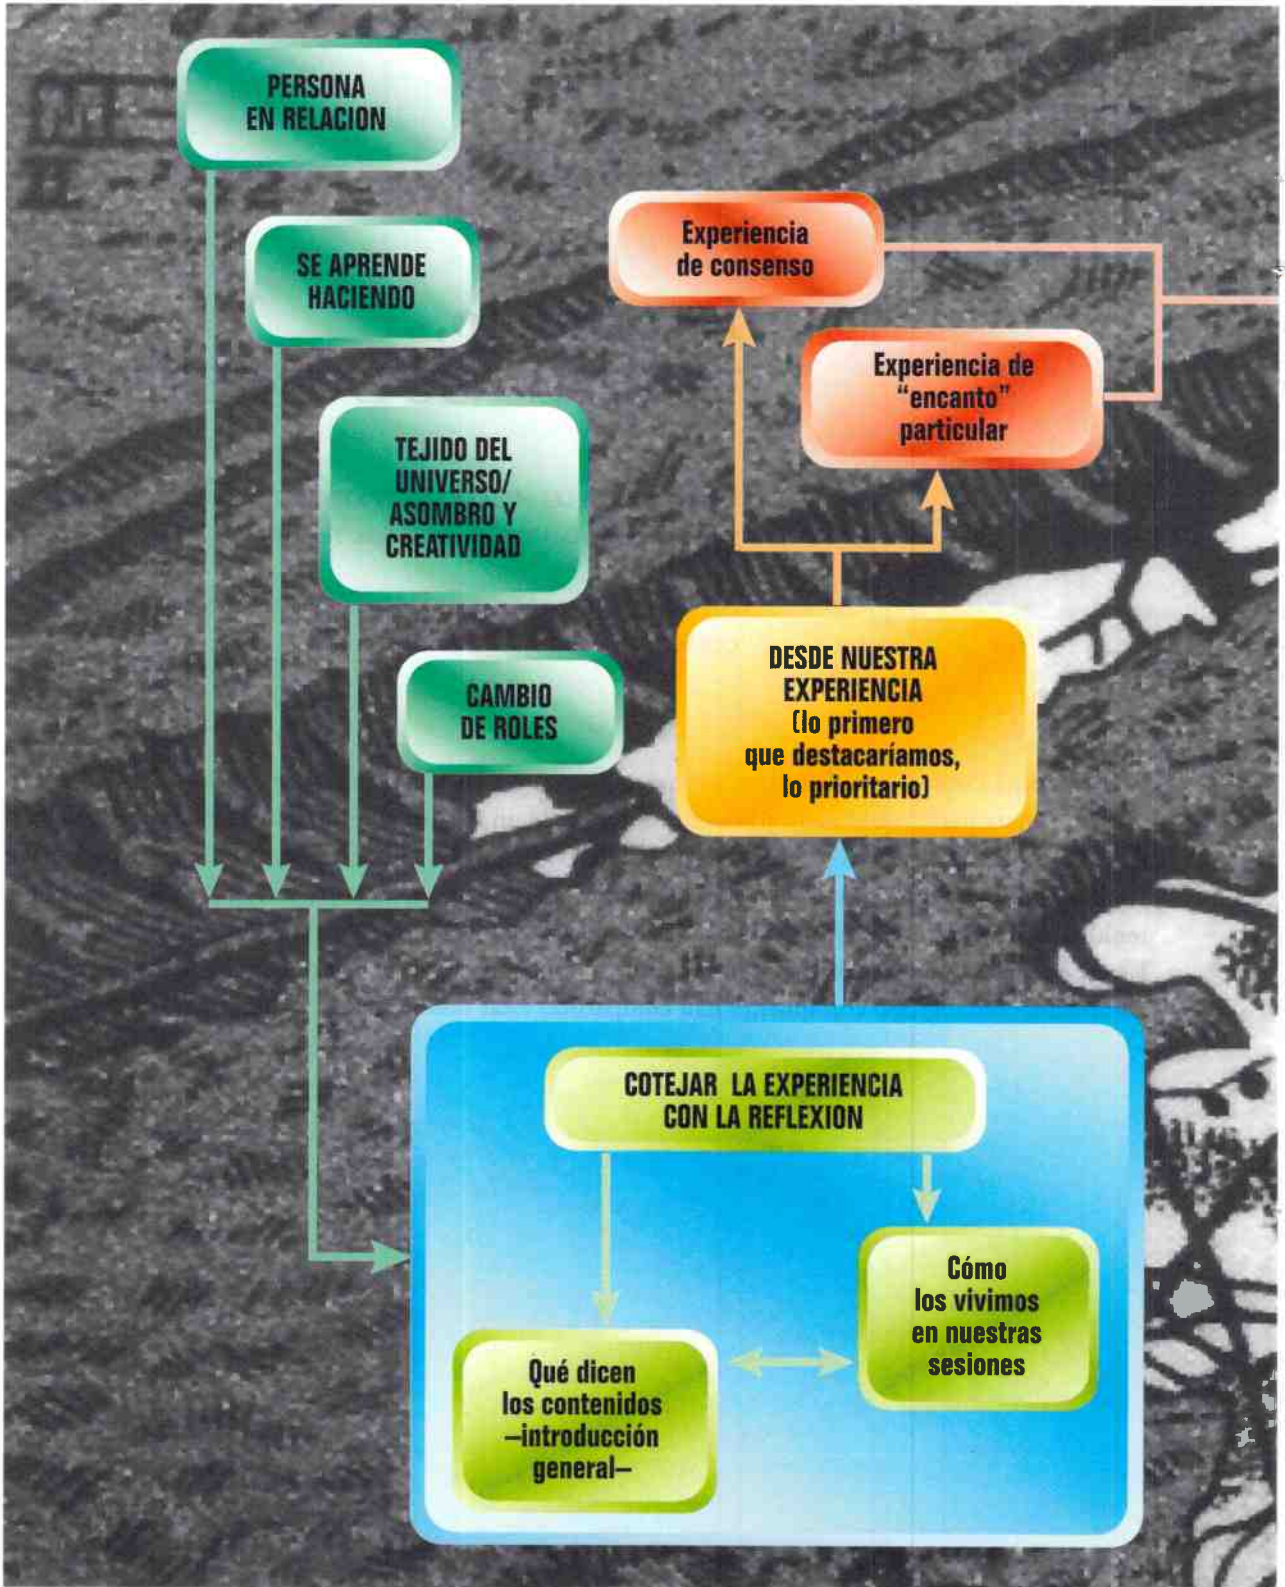 PERSONA
EN RELACION
SE APRENDE
HACIENDO
TEJIDO DEL
UNIVERSO/
ASOMBRO Y
CREATIVIDAD
CAMBIO
DE ROLES
Experiencia
de consenso
Experiencia de
“encanto”
particular
DESDE NUESTRA
EXPERIENCIA
(lo primero
que destacaríamos,
lo prioritario)
COTEJAR LA EXPERIENCIA
CON LA REFLEXION
Qué dicen
los contenidos
–introducción
general–
Cómo
los vivimos
en nuestras
sesiones